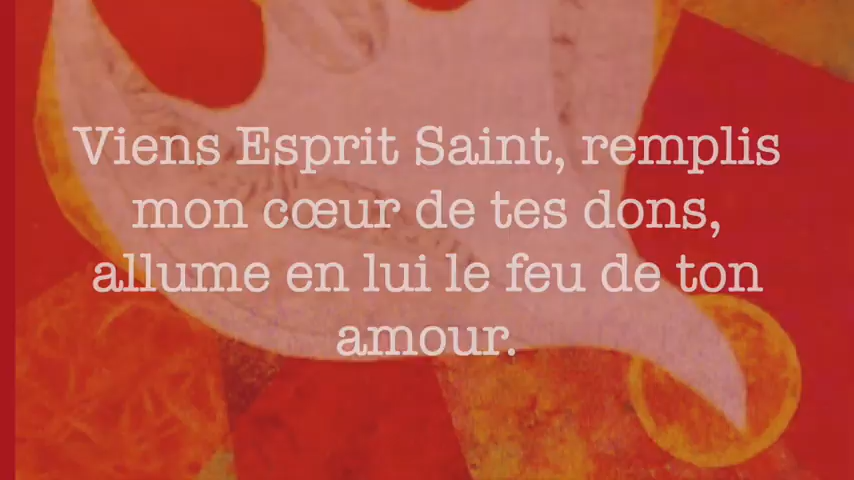 Viens Esprit Saint, remplis
mon cœur de tes dons,
allume en lui le feu de ton
amour.